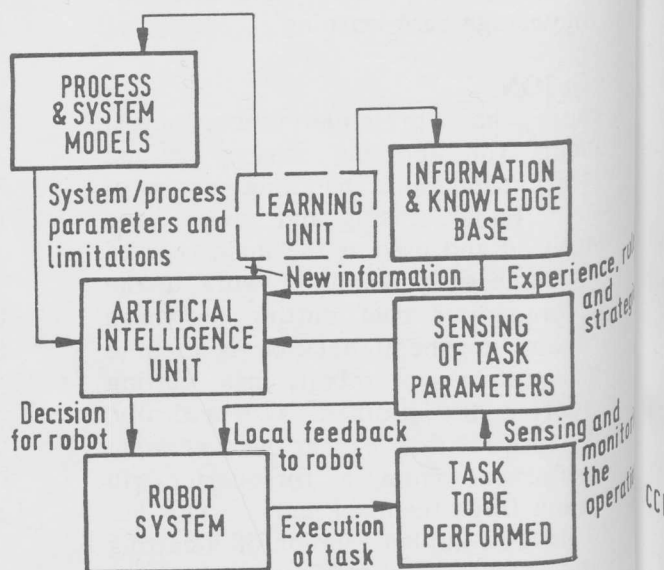 PROCESS
& SYSTEM
MODELS
System/process
parameters and
limitations
LEARNING
UNIT
INFORMATION
& KNOWLEDGE
BASE
New information
Experience,
and
ARTIFICIAL
INTELLIGENCE
UNIT
SENSING
OF TASK
PARAMETERS
Decision
for robot
Local feedback
to robot
Sensing and
the
ROBOT
SYSTEM
Execution
of task
TASK
TO BE
PERFORMED